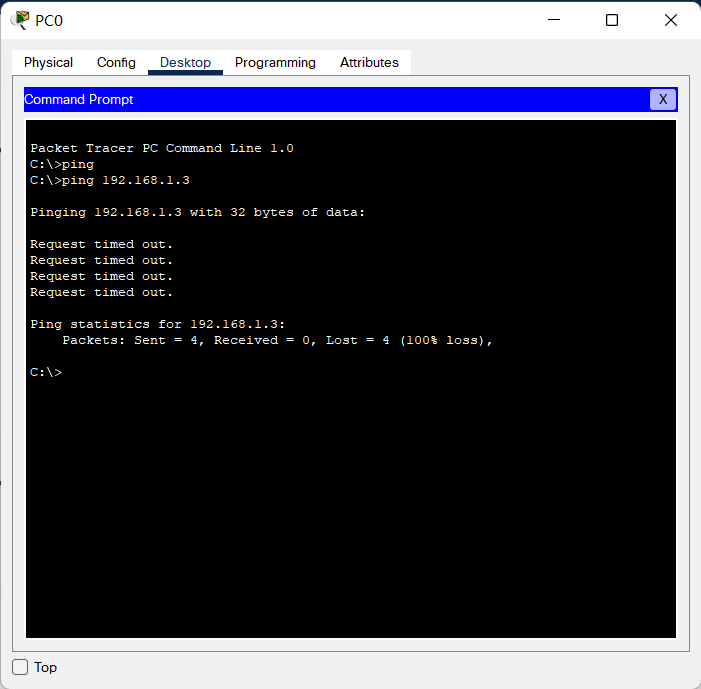 PC0
Physical Config Desktop Programming Attributes
Command Prompt X
Packet Tracer PC Command Line 1.0
C:\>ping
C:\>ping 192.168.1.3
Pinging 192.168.1.3 with 32 bytes of data:
Request timed out.
Request timed out.
Request timed out.
Request timed out.
Ping statistics for 192.168.1.3:
    Packets: Sent = 4, Received = 0, Lost = 4 (100% loss),
C:\>
Top